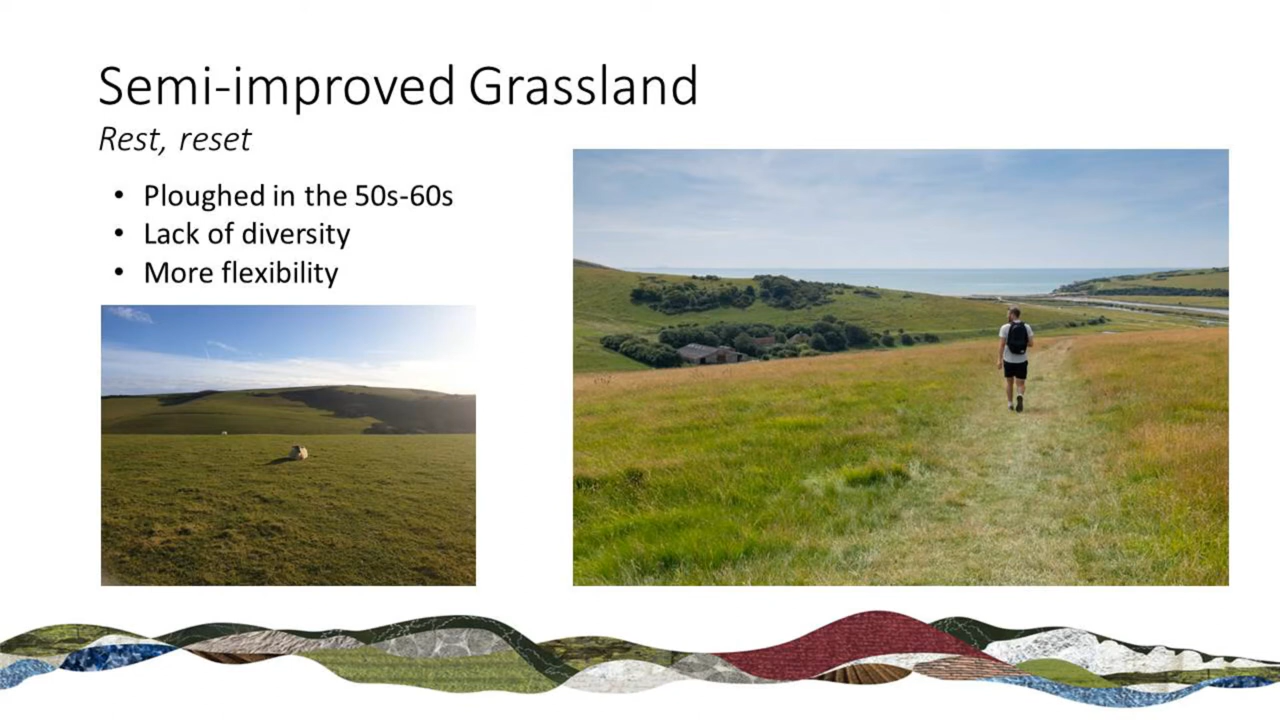 Semi-improved Grassland
Rest, reset
• Ploughed in the 50s-60s
• Lack of diversity
• More flexibility